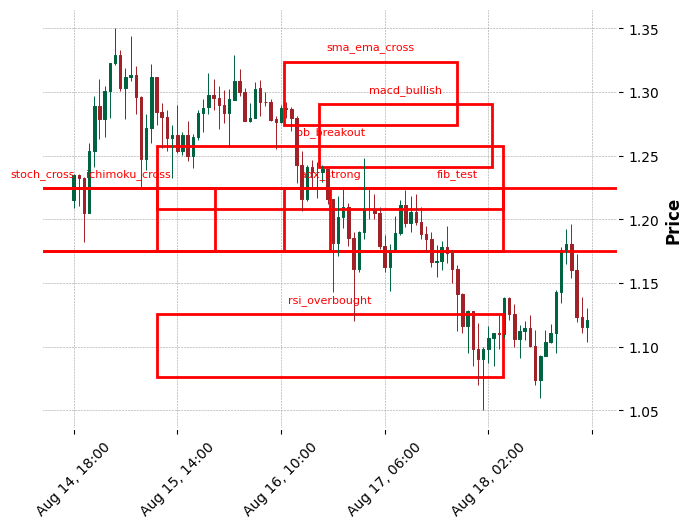 sma_ema_cross
macd_bullish
bb_breakout
stoch_cross
ichimoku_cross
fib_test
rsi_overbought
1.35
1.30
1.25
1.20
1.15
1.10
1.05
Price
Aug 14, 18:00
Aug 15, 14:00
Aug 16, 10:00
Aug 17, 06:00
Aug 18, 02:00